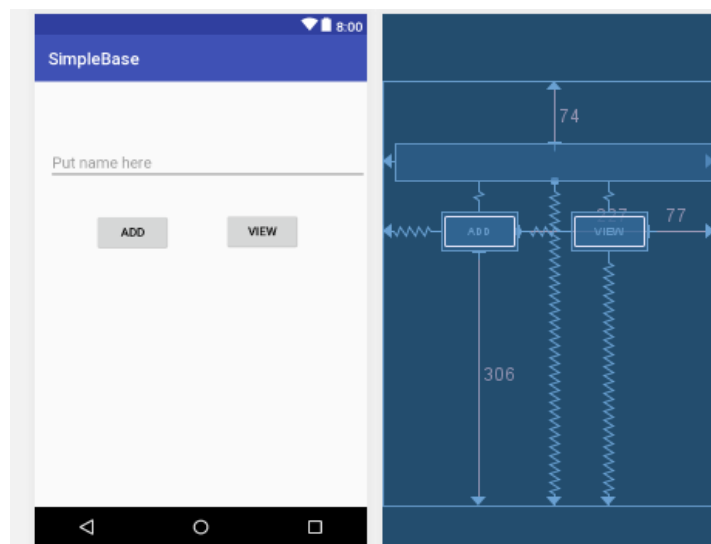 8:00
SimpleBase
Put name here
ADD
VIEW
74
77
ADD
VIEW
306